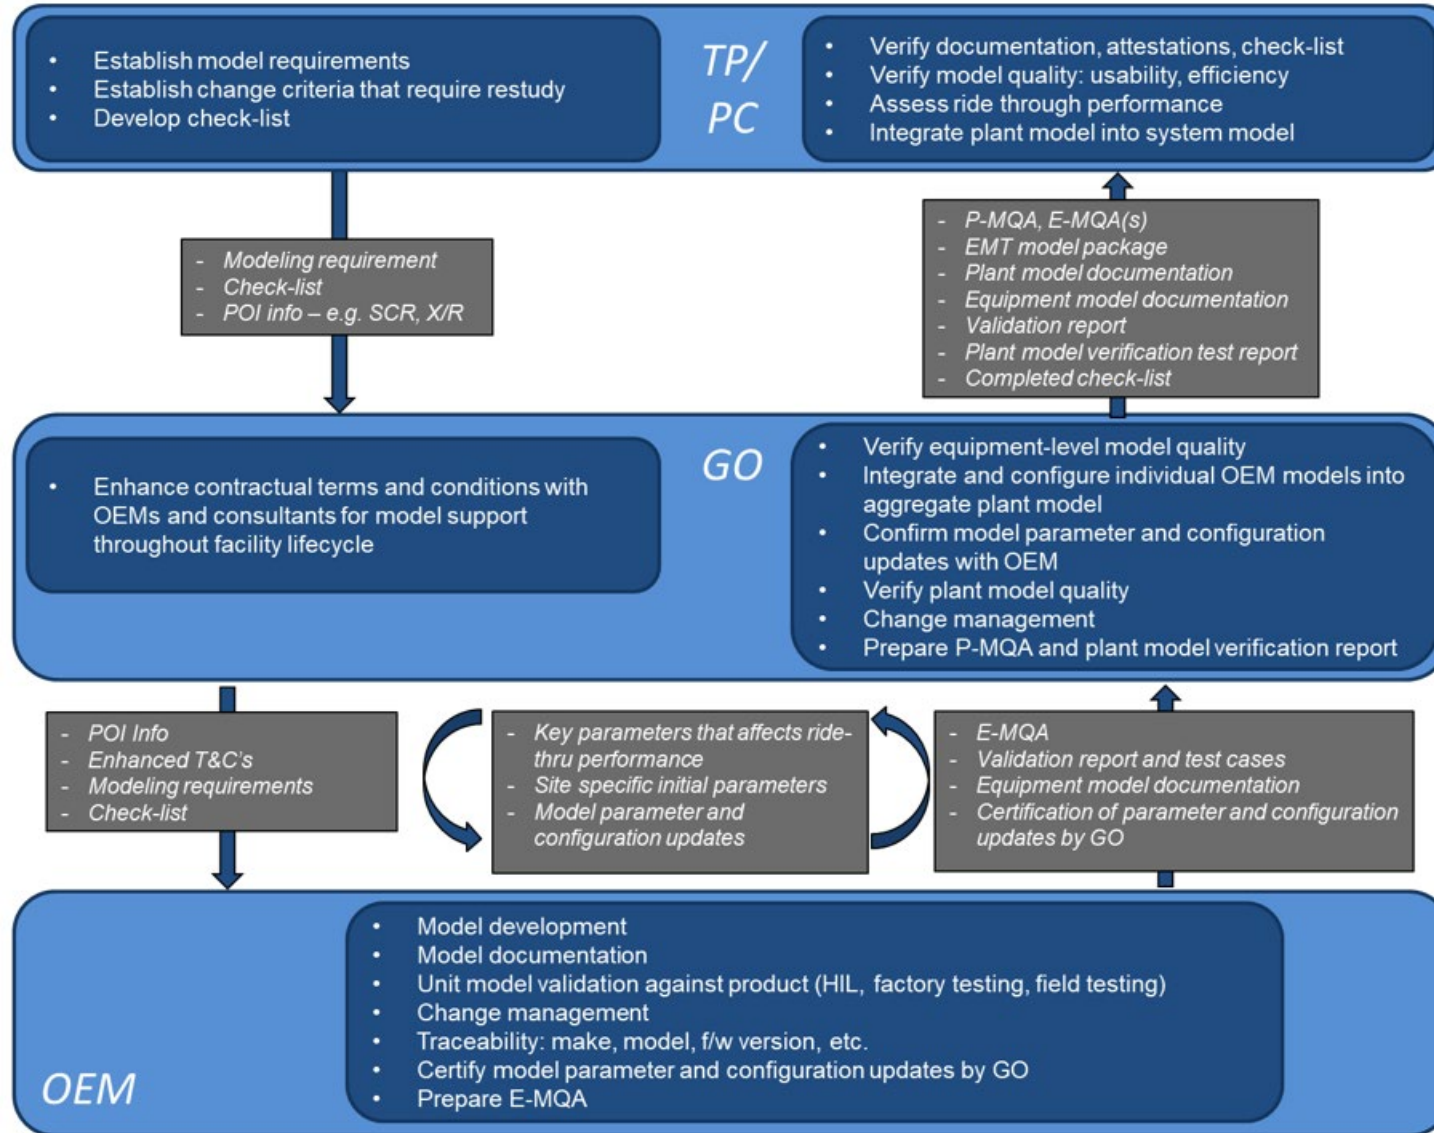 • Establish model requirements
• Establish change criteria that require restudy
• Develop check-list
TP/
PC
• Verify documentation, attestations, check-list
• Verify model quality: usability, efficiency
• Assess ride through performance
• Integrate plant model into system model
- Modeling requirement
- Check-list
- POI info – e.g. SCR, X/R
- P-MQA, E-MQA(s)
- EMT model package
- Plant model documentation
- Equipment model documentation
- Validation report
- Plant model verification test report
- Completed check-list
• Enhance contractual terms and conditions with
OEMs and consultants for model support
throughout facility lifecycle
GO
• Verify equipment-level model quality
• Integrate and configure individual OEM models into
aggregate plant model
• Confirm model parameter and configuration
updates with OEM
• Verify plant model quality
• Change management
• Prepare P-MQA and plant model verification report
- POI Info
- Enhanced T&C's
- Modeling requirements
- Check-list
- Key parameters that affects ride-
thru performance
- Site specific initial parameters
- Model parameter and
configuration updates
- E-MQA
- Validation report and test cases
- Equipment model documentation
- Certification of parameter and configuration
updates by GO
• Model development
• Model documentation
• Unit model validation against product (HIL, factory testing, field testing)
• Change management
• Traceability: make, model, f/w version, etc.
• Certify model parameter and configuration updates by GO
• Prepare E-MQA
OEM